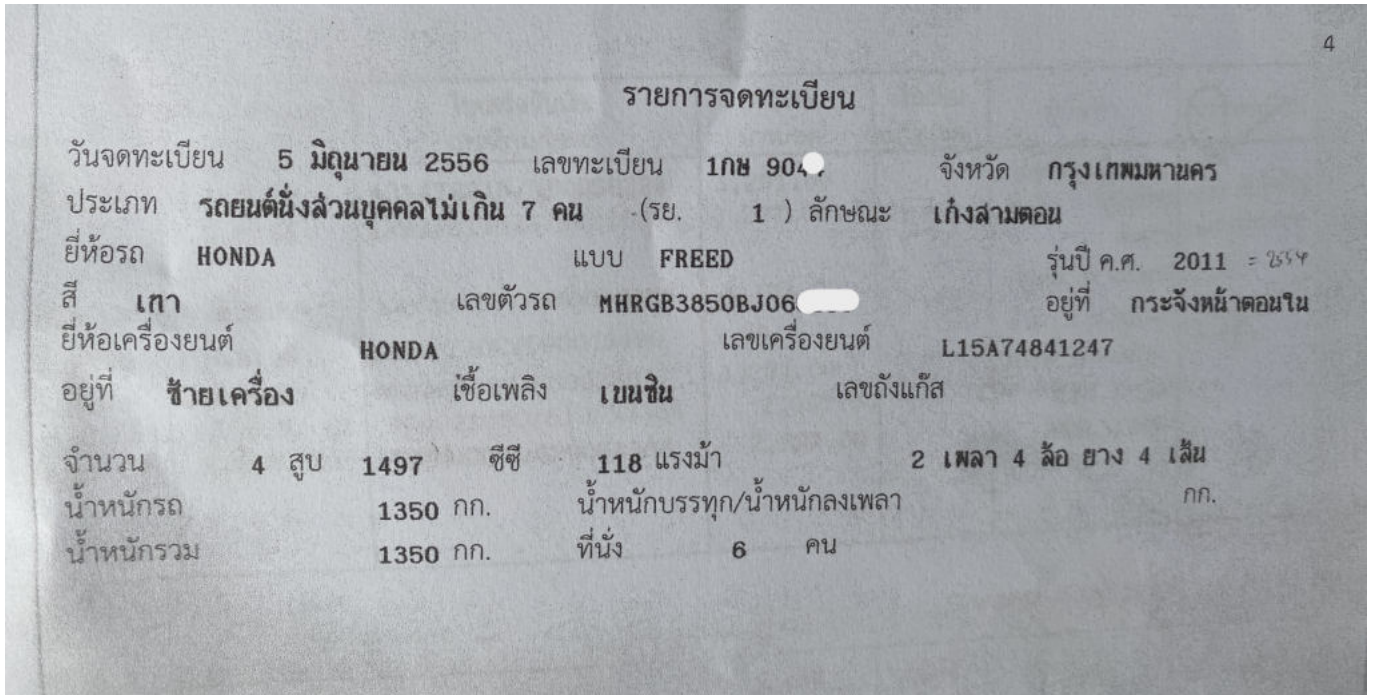 4
รายการจดทะเบียน
วันจดทะเบียน 5 มิถุนายน 2556 เลขทะเบียน 1กษ 904 จังหวัด กรุงเทพมหานคร
ประเภท รถยนต์นั่งส่วนบุคคลไม่เกิน 7 คน (รย. 1 ) ลักษณะ เก๋งสามตอน
ยี่ห้อรถ HONDA แบบ FREED รุ่นปี ค.ศ. 2011 = 2554
สี เทา เลขตัวรถ MHRGB3850BJ06 อยู่ที่ กระจังหน้าตอนใน
ยี่ห้อเครื่องยนต์ HONDA เลขเครื่องยนต์ L15A74841247
อยู่ที่ ซ้ายเครื่อง เชื้อเพลิง เบนซิน เลขถังแก๊ส
จำนวน 4 สูบ 1497 ซีซี 118 แรงม้า 2 เพลา 4 ล้อ ยาง 4 เส้น
น้ำหนักรถ 1350 กก. น้ำหนักบรรทุก/น้ำหนักลงเพลา กก.
น้ำหนักรวม 1350 กก. ที่นั่ง 6 คน